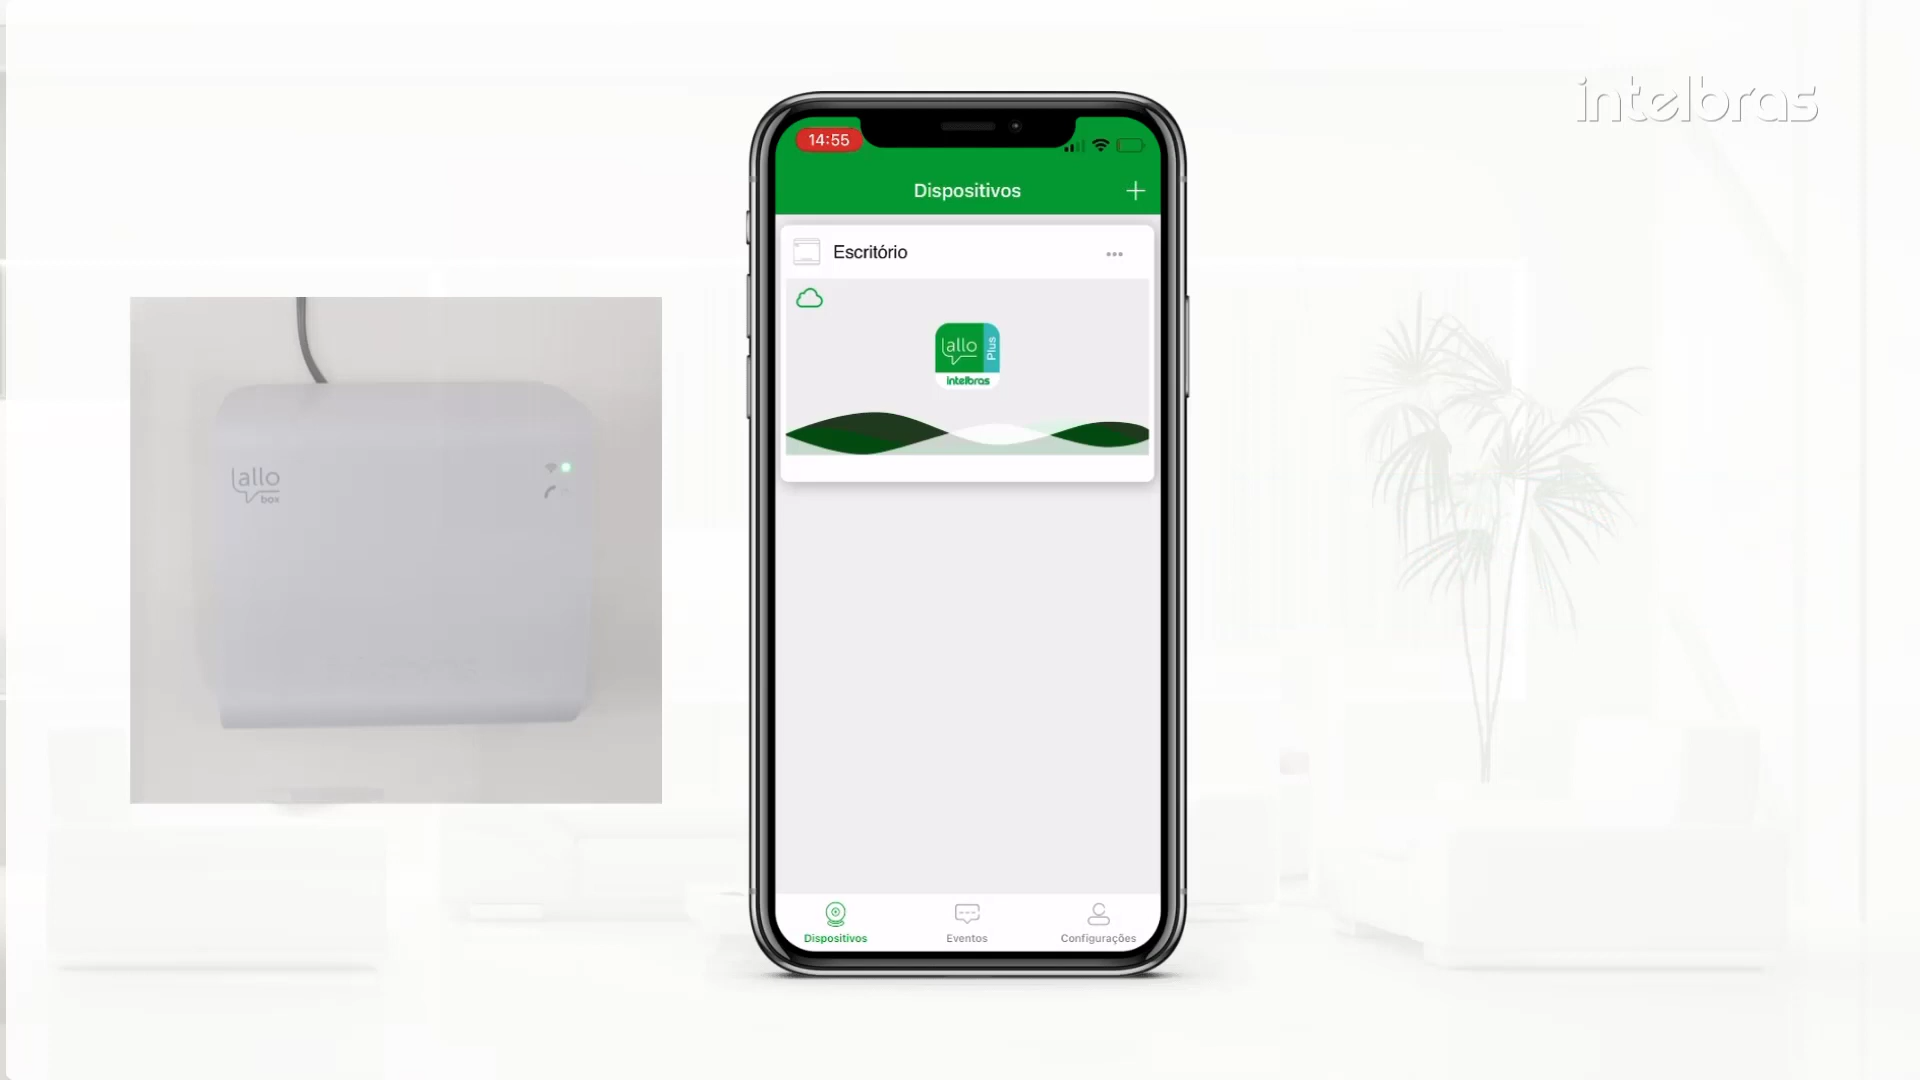 intelbras
14:55
Dispositivos
Escritório
allo
Plus
intelbras
allo
box
Dispositivos
Eventos
Configurações